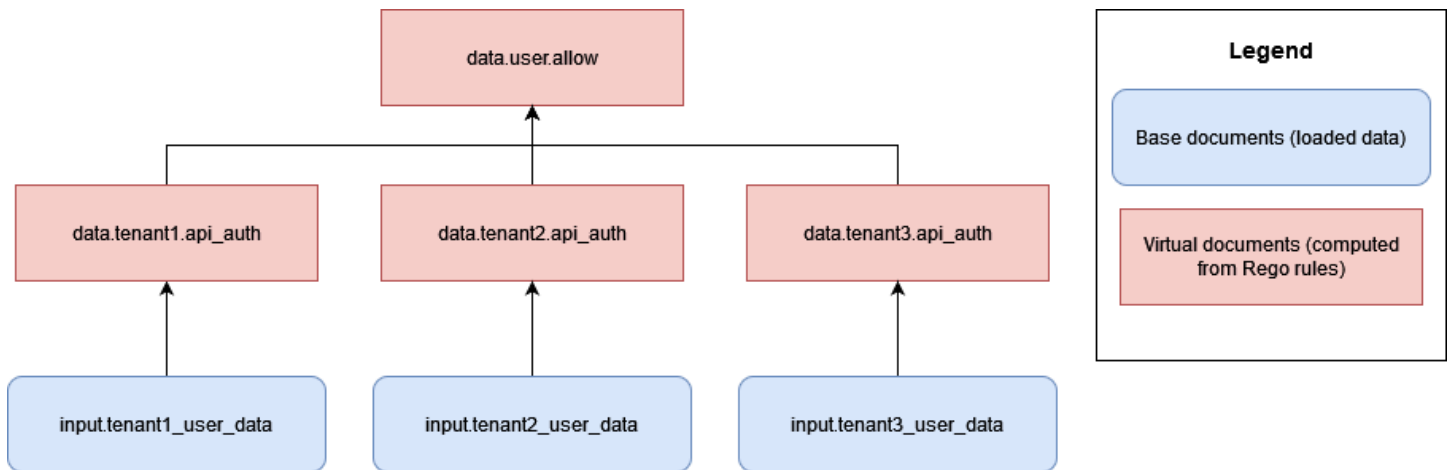 data.user.allow
Legend
Base documents (loaded data)
data.tenant1.api_auth
data.tenant2.api_auth
data.tenant3.api_auth
Virtual documents (computed
from Rego rules)
input.tenant1_user_data
input.tenant2_user_data
input.tenant3_user_data